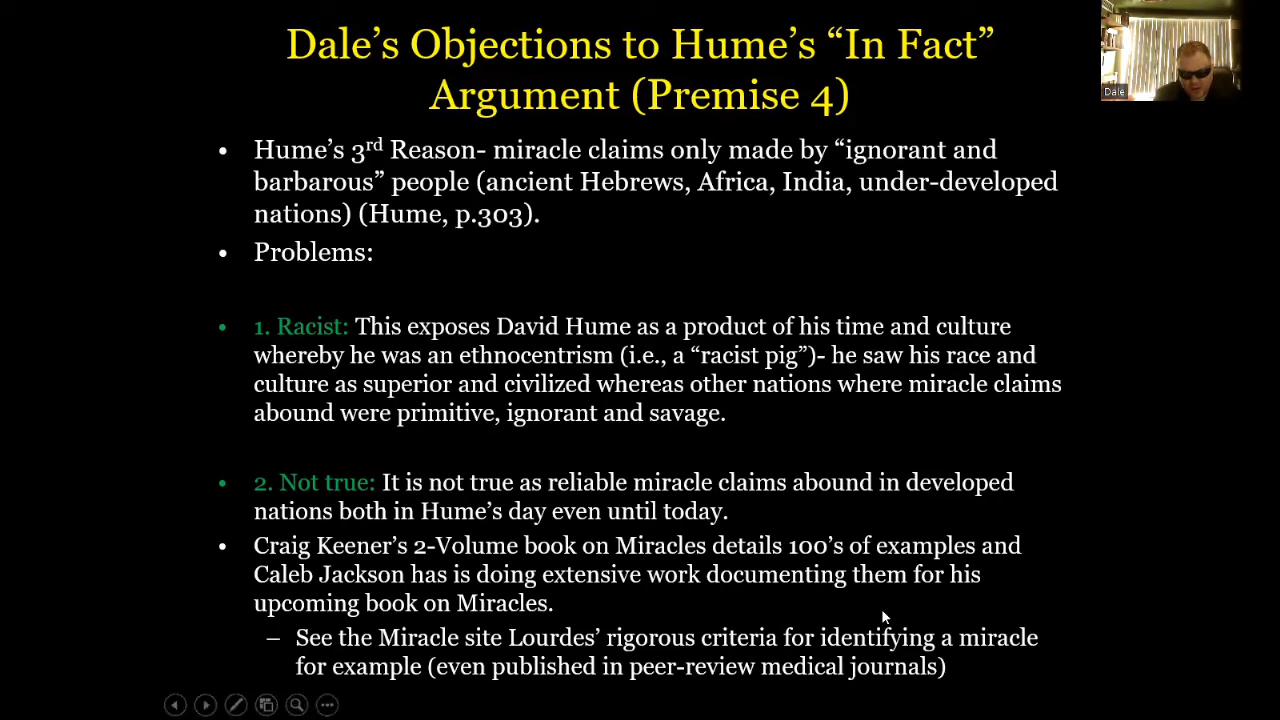 Dale's Objections to Hume's “In Fact”
Argument (Premise 4)
Dale
• Hume's 3rd Reason- miracle claims only made by “ignorant and
barbarous” people (ancient Hebrews, Africa, India, under-developed
nations) (Hume, p.303).
• Problems:
• 1. Racist: This exposes David Hume as a product of his time and culture
whereby he was an ethnocentrism (i.e., a “racist pig”)- he saw his race and
culture as superior and civilized whereas other nations where miracle claims
abound were primitive, ignorant and savage.
• 2. Not true: It is not true as reliable miracle claims abound in developed
nations both in Hume's day even until today.
• Craig Keener's 2-Volume book on Miracles details 100's of examples and
Caleb Jackson has is doing extensive work documenting them for his
upcoming book on Miracles.
– See the Miracle site Lourdes' rigorous criteria for identifying a miracle
for example (even published in peer-review medical journals)